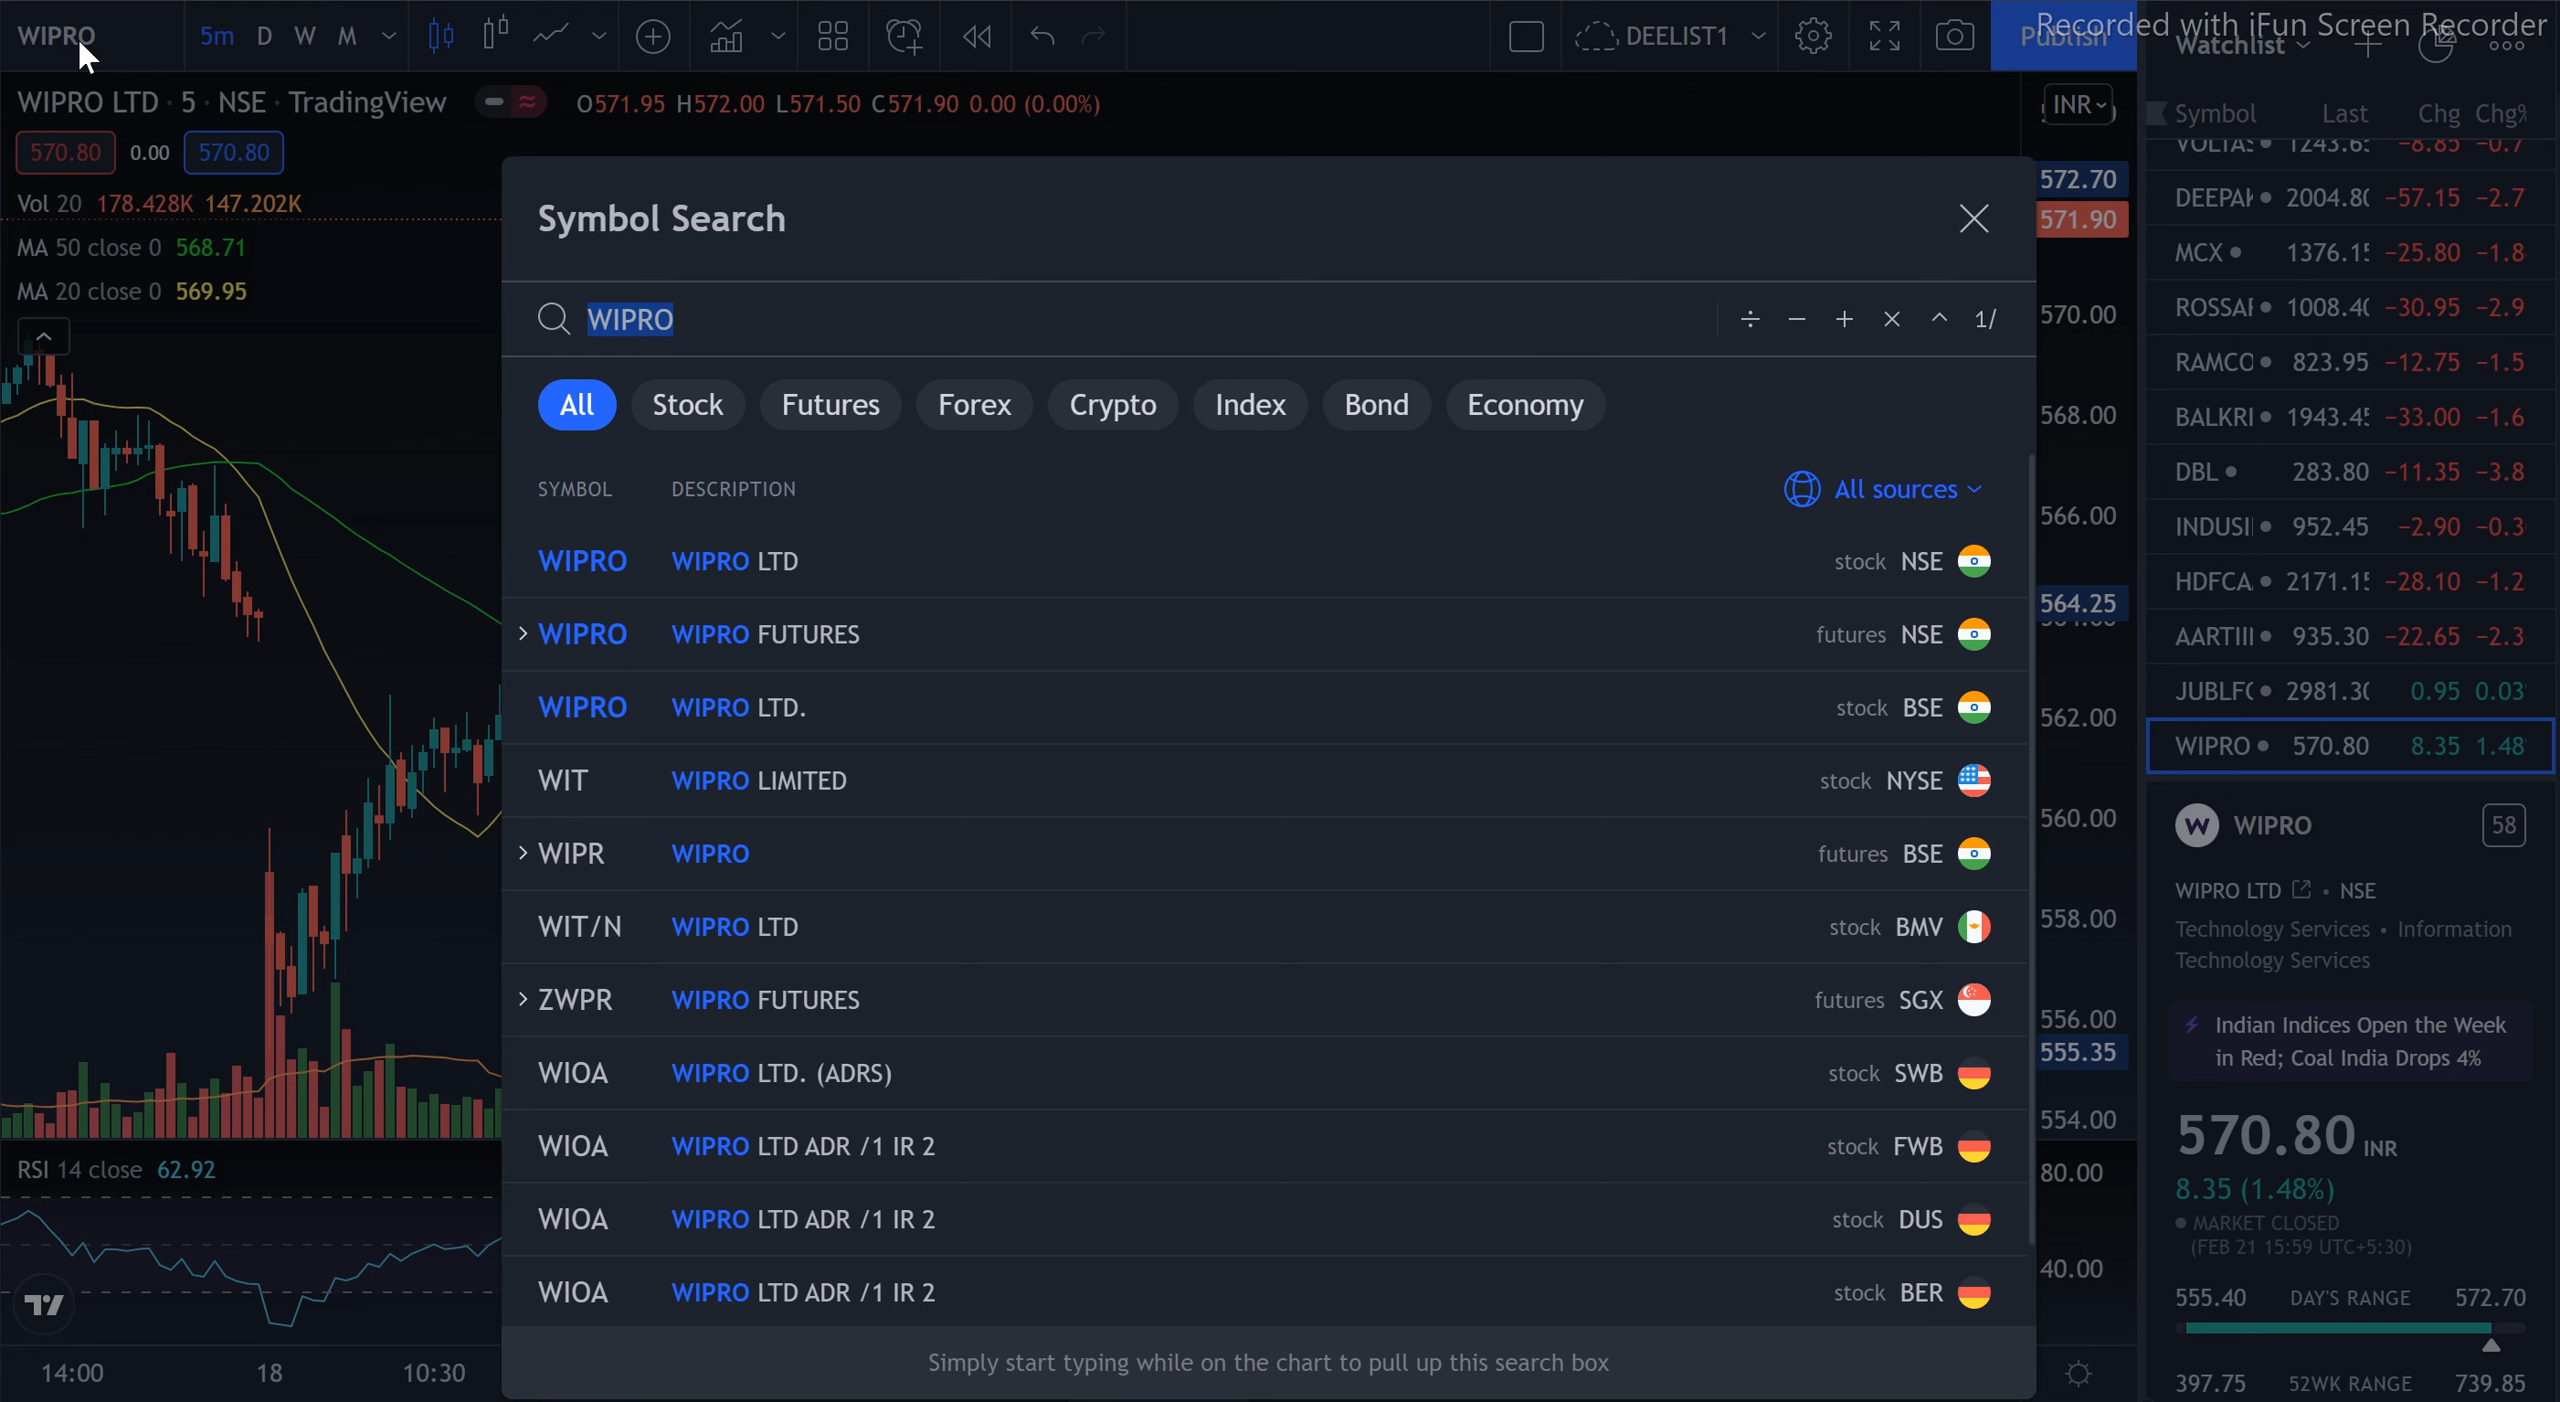 WIPRO 5m D W M DEELIST1 Publish
Recorded with iFun Screen Recorder
Watchlist
WIPRO LTD · 5 · NSE · TradingView O571.95 H572.00 L571.50 C571.90 0.00 (0.00%)
INR
570.80 0.00 570.80
Vol 20 178.428K 147.202K
MA 50 close 0 568.71
MA 20 close 0 569.95
Symbol Search
WIPRO
÷ − + × ^ 1/
All Stock Futures Forex Crypto Index Bond Economy
SYMBOL DESCRIPTION All sources
WIPRO WIPRO LTD stock NSE
WIPRO WIPRO FUTURES futures NSE
WIPRO WIPRO LTD. stock BSE
WIT WIPRO LIMITED stock NYSE
WIPR WIPRO futures BSE
WIT/N WIPRO LTD stock BMV
ZWPR WIPRO FUTURES futures SGX
WIOA WIPRO LTD. (ADRS) stock SWB
WIOA WIPRO LTD ADR /1 IR 2 stock FWB
WIOA WIPRO LTD ADR /1 IR 2 stock DUS
WIOA WIPRO LTD ADR /1 IR 2 stock BER
Simply start typing while on the chart to pull up this search box
RSI 14 close 62.92
14:00 18 10:30
572.70
571.90
570.00
568.00
566.00
564.25
562.00
560.00
558.00
556.00
555.35
554.00
80.00
40.00
Symbol Last Chg Chg%
VOLTAS 1243.6 −8.85 −0.7
DEEPAK 2004.80 −57.15 −2.7
MCX 1376.15 −25.80 −1.8
ROSSAR 1008.40 −30.95 −2.9
RAMCO 823.95 −12.75 −1.5
BALKRI 1943.45 −33.00 −1.6
DBL 283.80 −11.35 −3.8
INDUSI 952.45 −2.90 −0.3
HDFCA 2171.15 −28.10 −1.2
AARTII 935.30 −22.65 −2.3
JUBLF 2981.30 0.95 0.03
WIPRO 570.80 8.35 1.48
W WIPRO 58
WIPRO LTD • NSE
Technology Services • Information
Technology Services
Indian Indices Open the Week
in Red; Coal India Drops 4%
570.80 INR
8.35 (1.48%)
MARKET CLOSED
(FEB 21 15:59 UTC+5:30)
555.40 DAY'S RANGE 572.70
397.75 52WK RANGE 739.85